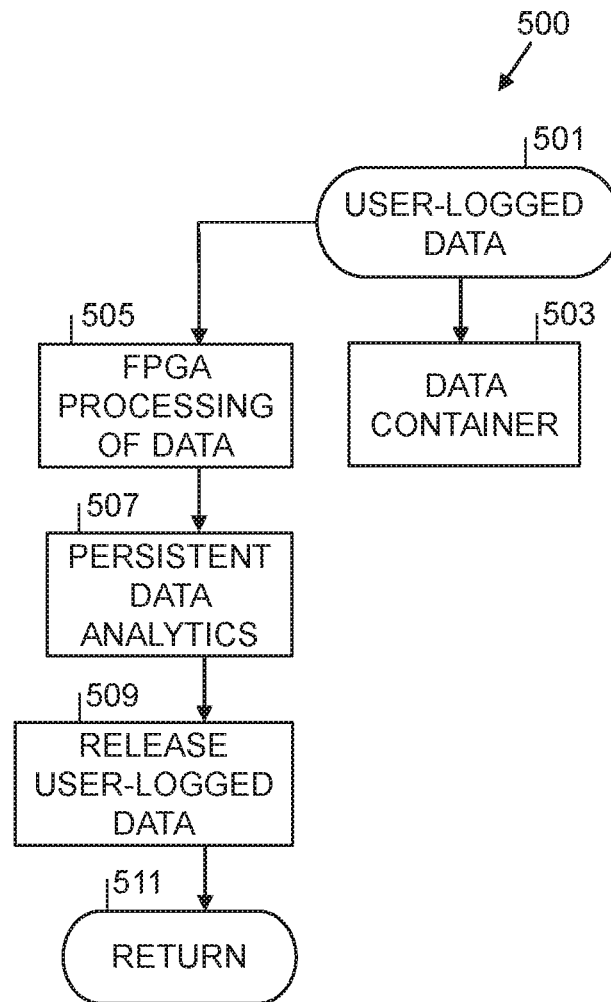 500
501
USER-LOGGED
DATA
505
FPGA
PROCESSING
OF DATA
503
DATA
CONTAINER
507
PERSISTENT
DATA
ANALYTICS
509
RELEASE
USER-LOGGED
DATA
511
RETURN